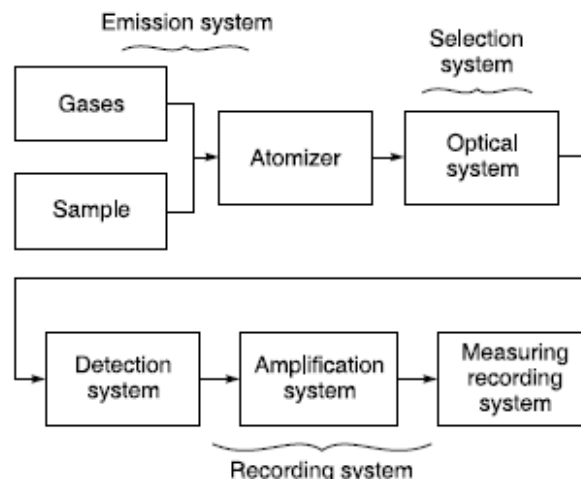 Emission system
Selection
system
Gases
Sample
Atomizer
Optical
system
Detection
system
Amplification
system
Measuring
recording
system
Recording system